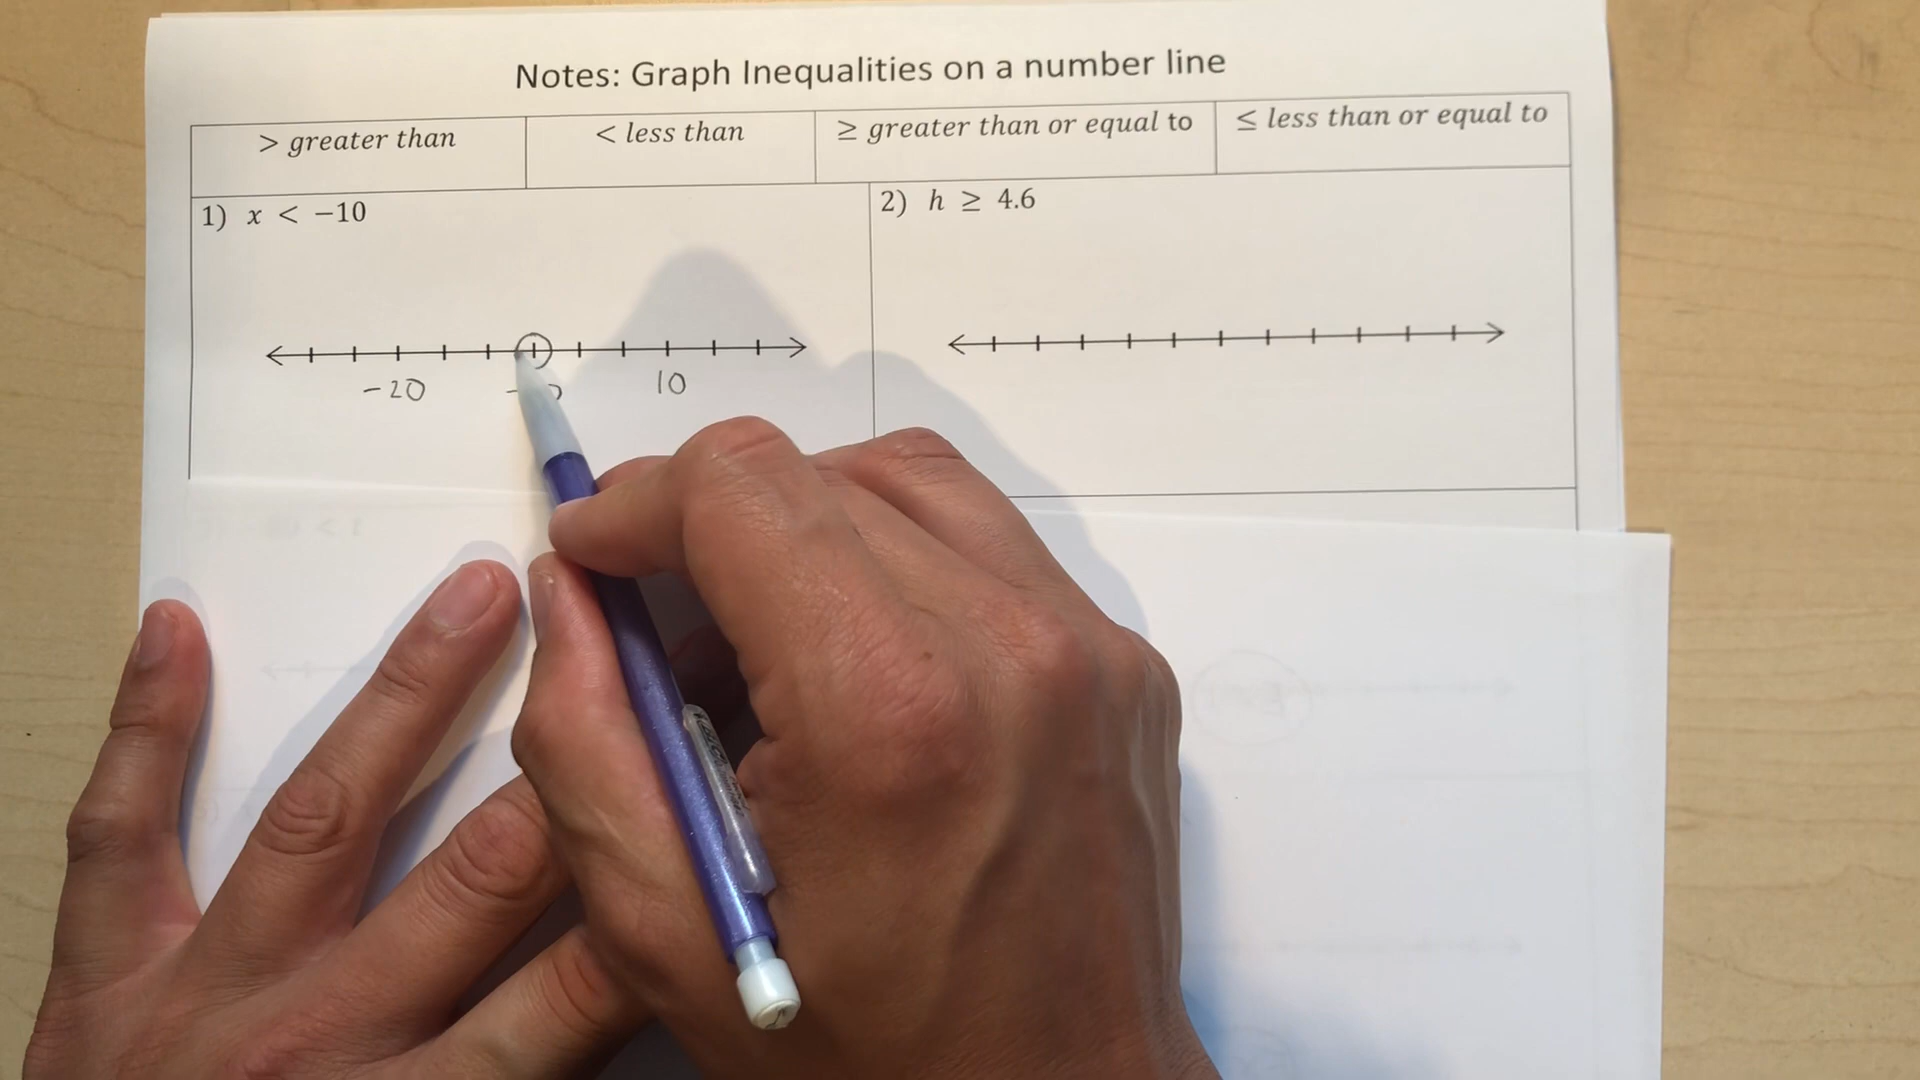 Notes: Graph Inequalities on a number line
> greater than
< less than
≥ greater than or equal to
≤ less than or equal to
1) x < −10
2) h ≥ 4.6
-20
10